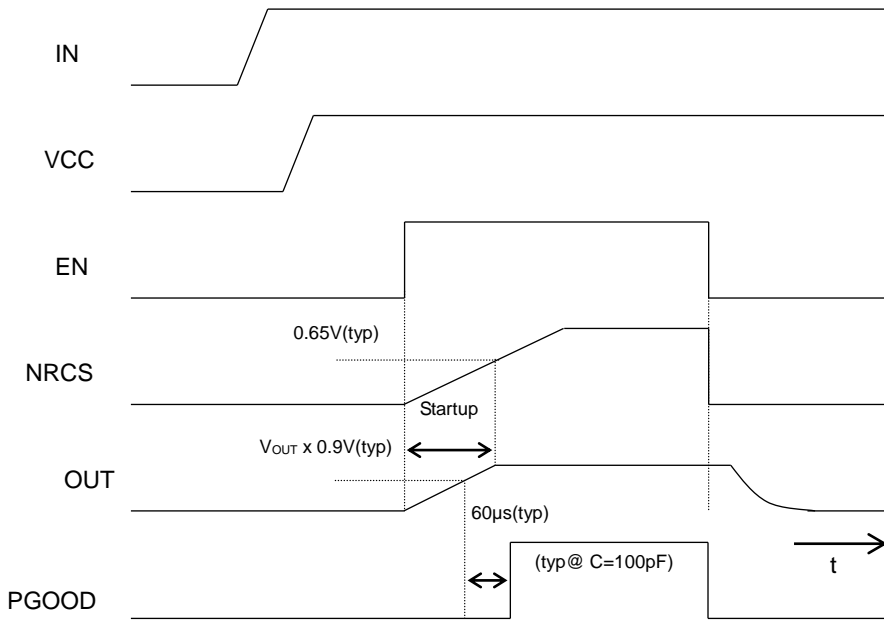 IN
VCC
EN
0.65V(typ)
NRCS
Startup
VOUT x 0.9V(typ)
OUT
60µs(typ)
t
(typ@ C=100pF)
PGOOD